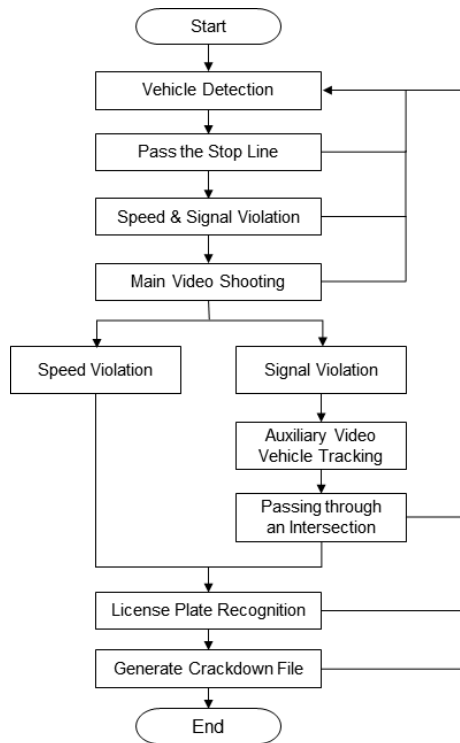 Start
Vehicle Detection
Pass the Stop Line
Speed & Signal Violation
Main Video Shooting
Speed Violation
Signal Violation
Auxiliary Video
Vehicle Tracking
Passing through
an Intersection
License Plate Recognition
Generate Crackdown File
End